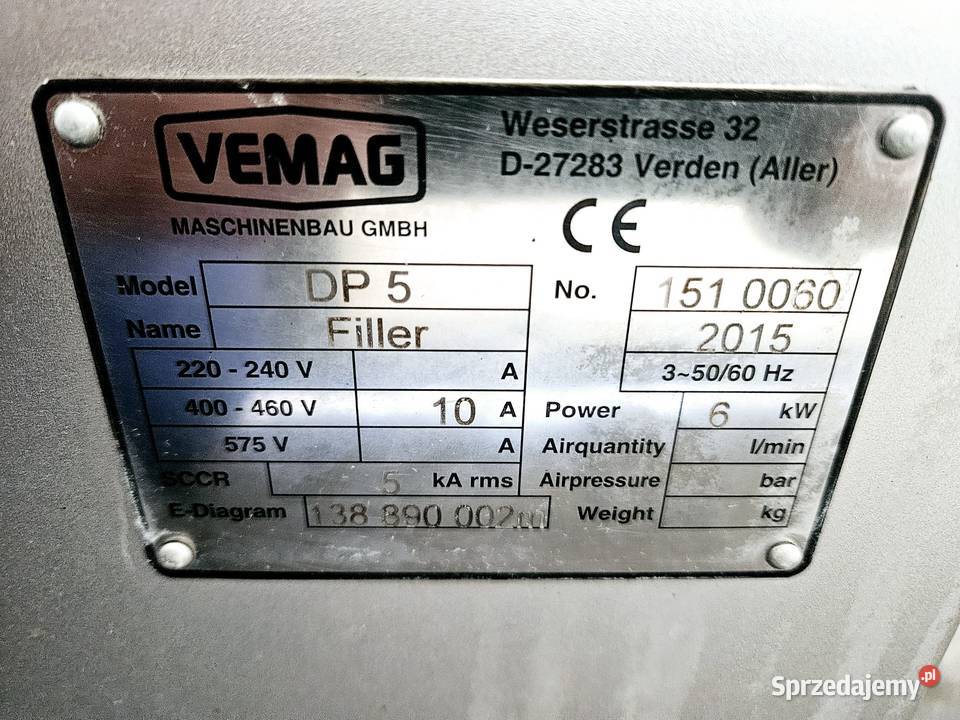 VEMAG
MASCHINENBAU GMBH
Weserstrasse 32
D-27283 Verden (Aller)
CE
Model DP 5 No. 151 0060
Name Filler 2015
220 - 240 V A 3~50/60 Hz
400 - 460 V 10 A Power 6 kW
575 V A Airquantity l/min
SCCR 5 kA rms Airpressure bar
E-Diagram 138 890 002 Weight kg
Sprzedajemy.pl